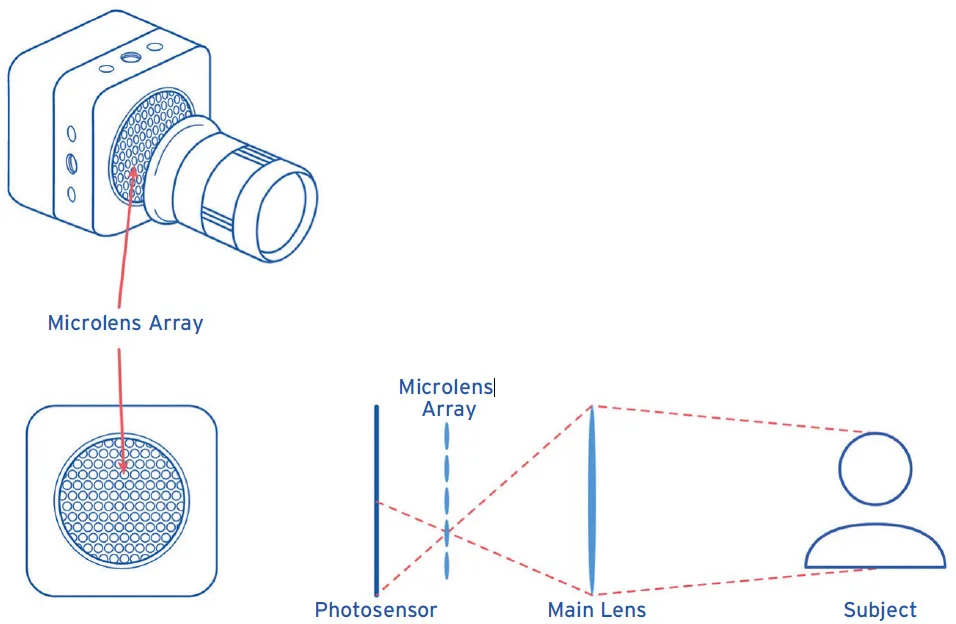 Microlens Array
Microlens
Array
Photosensor
Main Lens
Subject